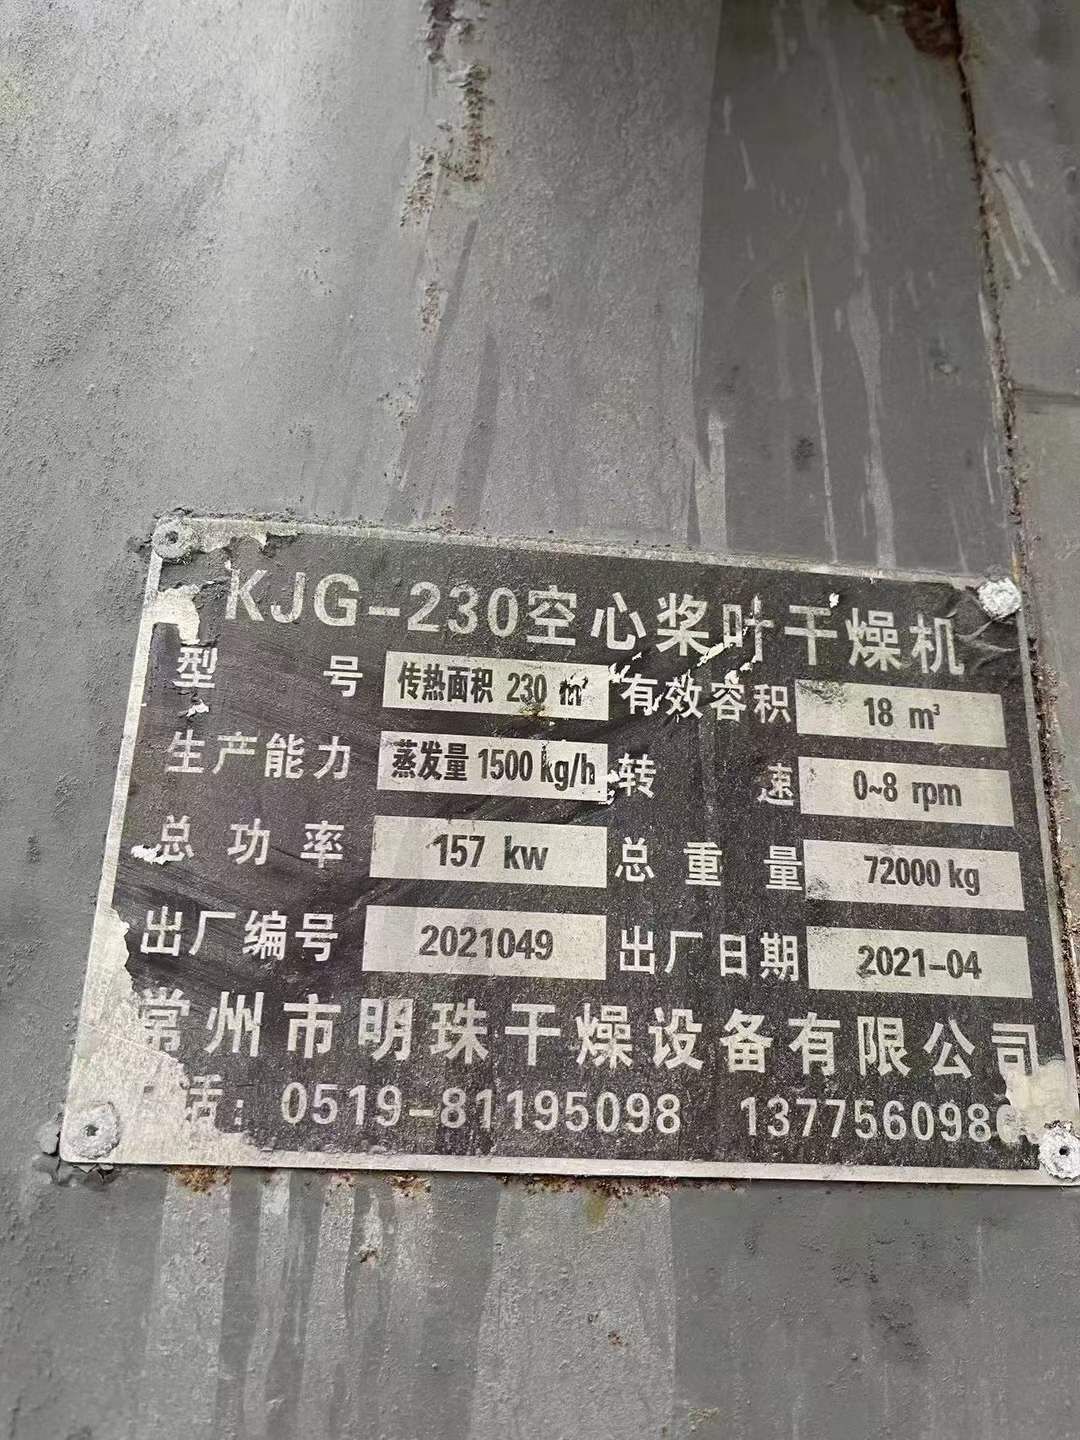 KJG-230空心桨叶干燥机
型号 传热面积 230 m² 有效容积 18 m³
生产能力 蒸发量 1500 kg/h 转速 0~8 rpm
总功率 157 kw 总重量 72000 kg
出厂编号 2021049 出厂日期 2021-04
常州市明珠干燥设备有限公司
话: 0519-81195098